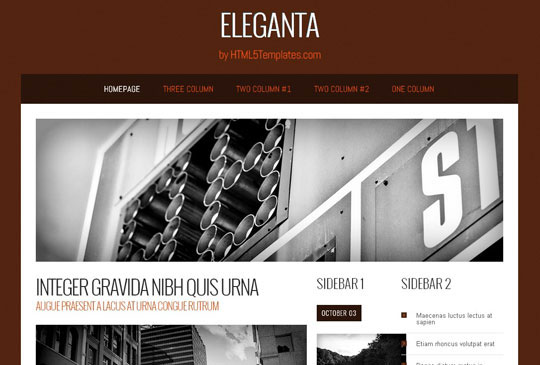 ELEGANTA
by HTML5Templates.com
HOMEPAGE THREE COLUMN TWO COLUMN #1 TWO COLUMN #2 ONE COLUMN
INTEGER GRAVIDA NIBH QUIS URNA
AUGUE PRAESENT A LACUS AT URNA CONGUE RUTRUM
SIDEBAR 1
OCTOBER 03
SIDEBAR 2
Maecenas luctus lectus at
sapien
Etiam rhoncus volutpat erat